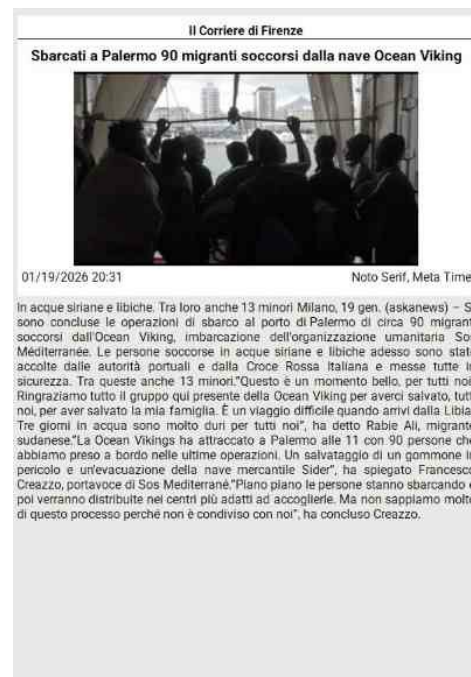 Il Corriere di Firenze
Sbarcati a Palermo 90 migranti soccorsi dalla nave Ocean Viking
01/19/2026 20:31 Noto Serif, Meta Time
In acque siriane e libiche. Tra loro anche 13 minori Milano, 19 gen. (askanews) – S
sono concluse le operazioni di sbarco al porto di Palermo di circa 90 migrant
soccorsi dall'Ocean Viking, imbarcazione dell'organizzazione umanitaria Sos
Méditerranée. Le persone soccorse in acque siriane e libiche adesso sono stat
accolte dalle autorità portuali e dalla Croce Rossa Italiana e messe tutte i
sicurezza. Tra queste anche 13 minori."Questo è un momento bello, per tutti noi
Ringraziamo tutto il gruppo qui presente della Ocean Viking per averci salvato, tutt
noi, per aver salvato la mia famiglia. È un viaggio difficile quando arrivi dalla Libia
Tre giorni in acqua sono molto duri per tutti noi", ha detto Rabie Ali, migrante
sudanese."La Ocean Vikings ha attraccato a Palermo alle 11 con 90 persone che
abbiamo preso a bordo nelle ultime operazioni. Un salvataggio di un gommone i
pericolo e un'evacuazione della nave mercantile Sider", ha spiegato Francesco
Creazzo, portavoce di Sos Mediterrané."Piano piano le persone stanno sbarcando e
poi verranno distribuite nei centri più adatti ad accoglierle. Ma non sappiamo molto
di questo processo perché non è condiviso con noi", ha concluso Creazzo.